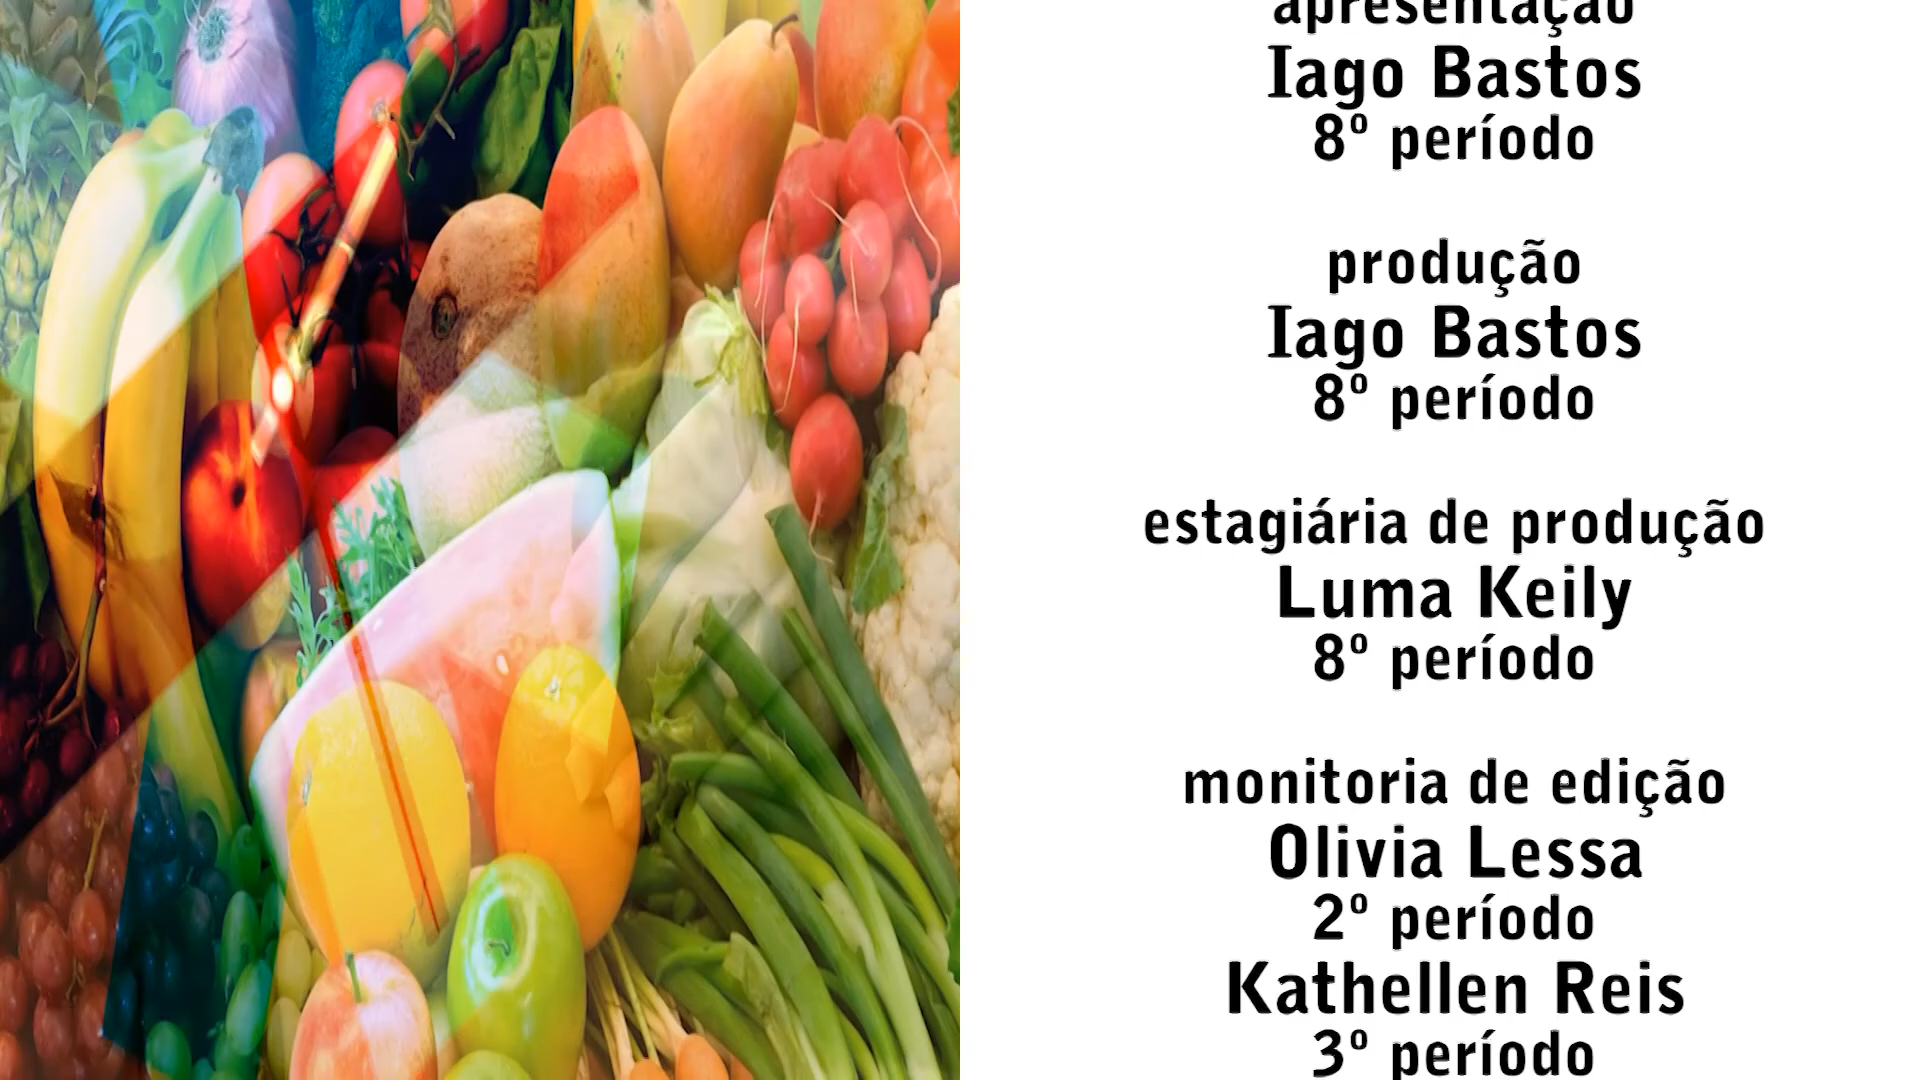 apresentação
Iago Bastos
8º período
produção
Iago Bastos
8º período
estagiária de produção
Luma Keily
8º período
monitoria de edição
Olivia Lessa
2º período
Kathellen Reis
3º período